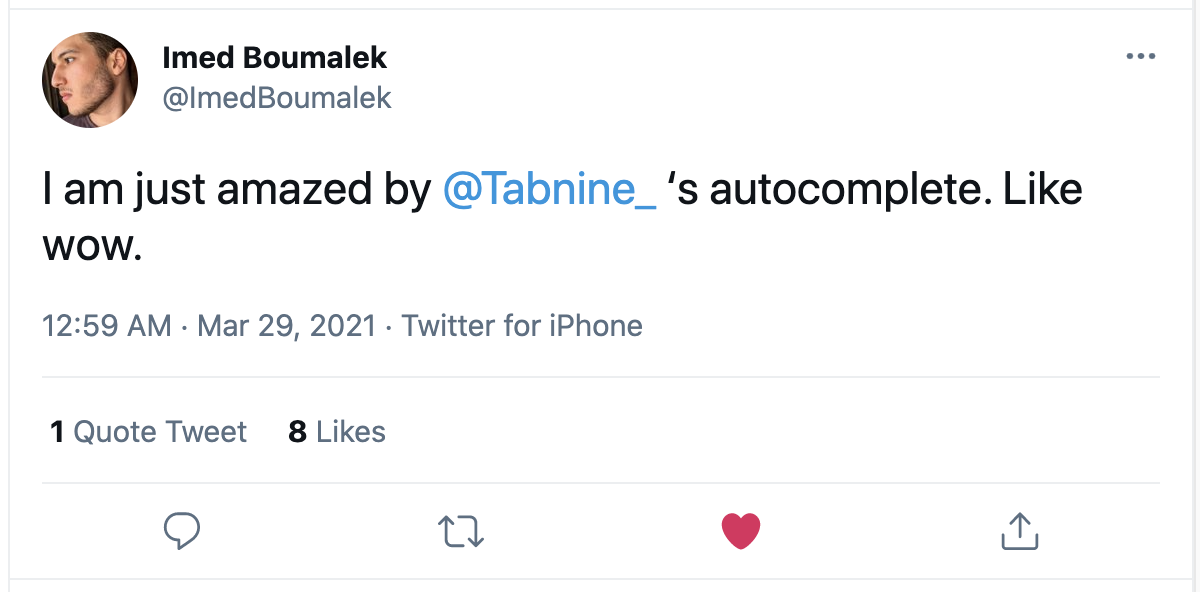 Imed Boumalek
@ImedBoumalek
I am just amazed by @Tabnine_ ‘s autocomplete. Like
wow.
12:59 AM · Mar 29, 2021 · Twitter for iPhone
1 Quote Tweet 8 Likes